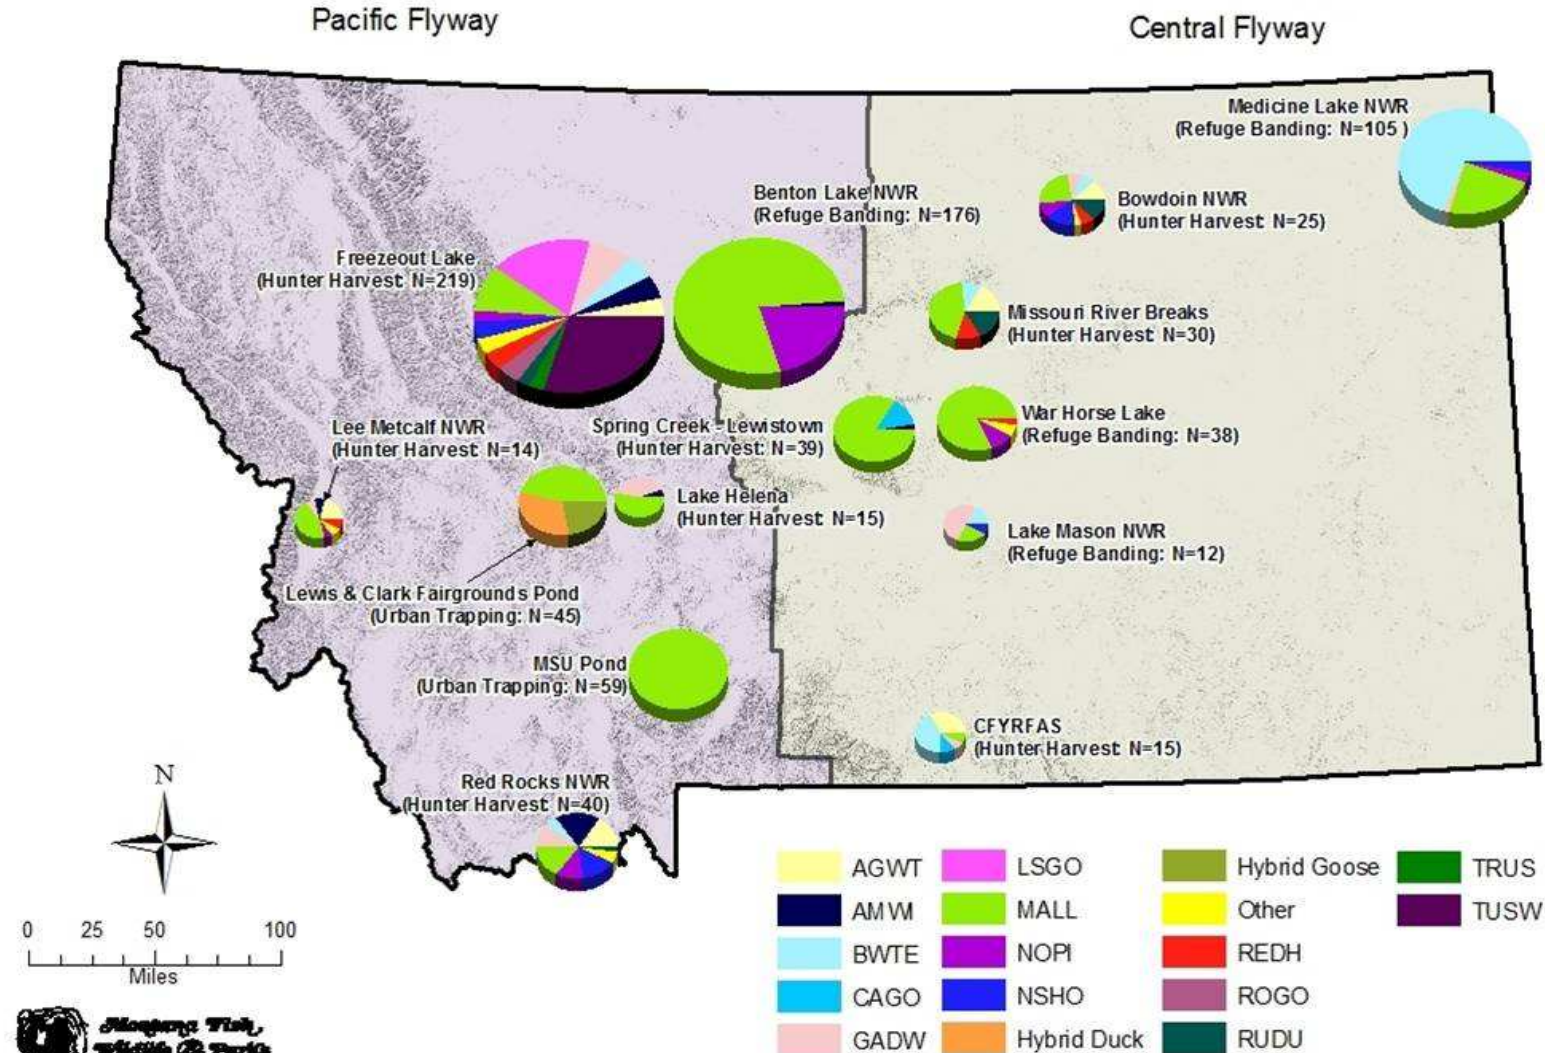 Pacific Flyway
Central Flyway
Medicine Lake NWR
(Refuge Banding: N=105 )
Benton Lake NWR
(Refuge Banding: N=176)
Bowdoin NWR
(Hunter Harvest: N=25)
Freezeout Lake
(Hunter Harvest: N=219)
Missouri River Breaks
(Hunter Harvest: N=30)
Lee Metcalf NWR
(Hunter Harvest: N=14)
Spring Creek - Lewistown
(Hunter Harvest: N=39)
War Horse Lake
(Refuge Banding: N=38)
Lake Helena
(Hunter Harvest: N=15)
Lake Mason NWR
(Refuge Banding: N=12)
Lewis & Clark Fairgrounds Pond
(Urban Trapping: N=45)
MSU Pond
(Urban Trapping: N=59)
CFYRFAS
(Hunter Harvest: N=15)
Red Rocks NWR
(Hunter Harvest: N=40)
N
0 25 50 100
Miles
Montana Fish,
Wildlife & Parks
AGWT
AMWI
BWTE
CAGO
GADW
LSGO
MALL
NOPI
NSHO
Hybrid Duck
Hybrid Goose
Other
REDH
ROGO
RUDU
TRUS
TUSW